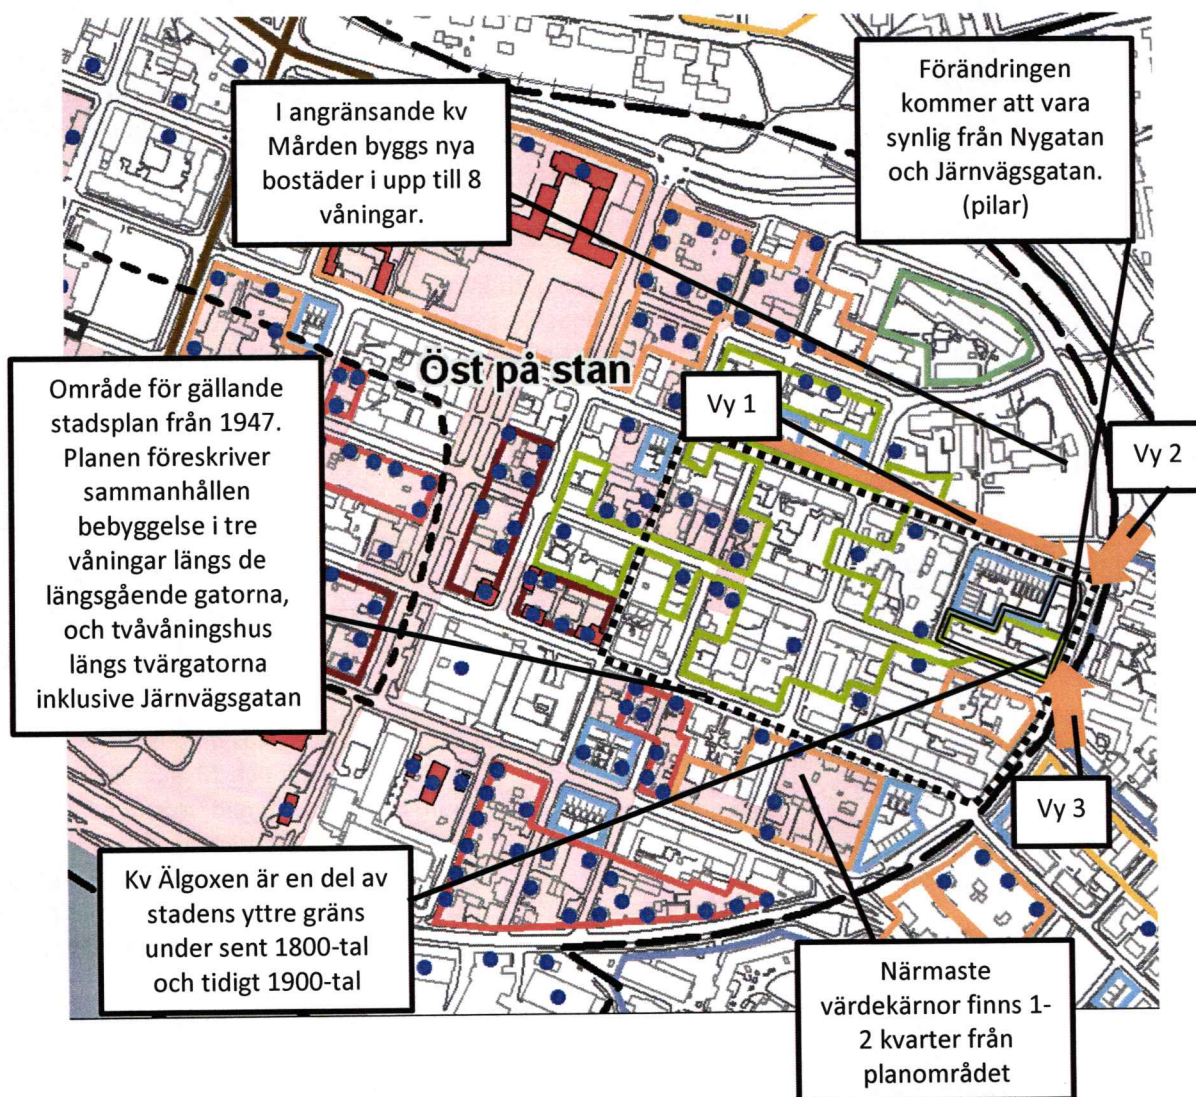 I angränsande kv
Mården byggs nya
bostäder i upp till 8
våningar.
Förändringen
kommer att vara
synlig från Nygatan
och Järnvägsgatan.
(pilar)
Öst på stan
Område för gällande
stadsplan från 1947.
Planen föreskriver
sammanhållen
bebyggelse i tre
våningar längs de
längsgående gatorna,
och tvåvåningshus
längs tvärgatorna
inklusive Järnvägsgatan
Vy 1
Vy 2
Vy 3
Kv Älgoxen är en del av
stadens yttre gräns
under sent 1800-tal
och tidigt 1900-tal
Närmaste
värdekärnor finns 1-
2 kvarter från
planområdet